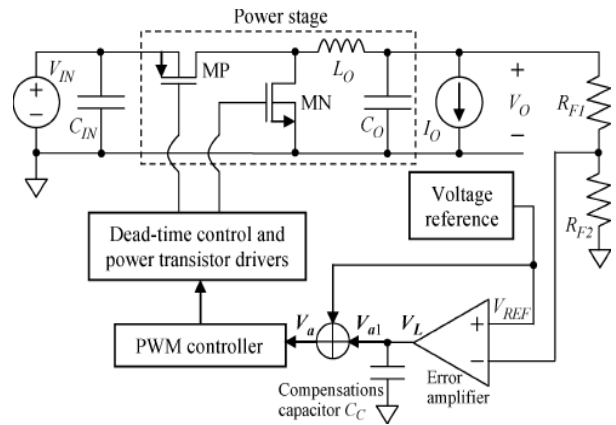 Power stage
V_IN
MP
L_O
MN
C_IN
C_O
I_O
V_O
R_F1
+
−
+
−
Voltage
reference
R_F2
Dead-time control and
power transistor drivers
V_a
V_a1
V_L
V_REF
+
−
PWM controller
Compensations
capacitor C_C
Error
amplifier